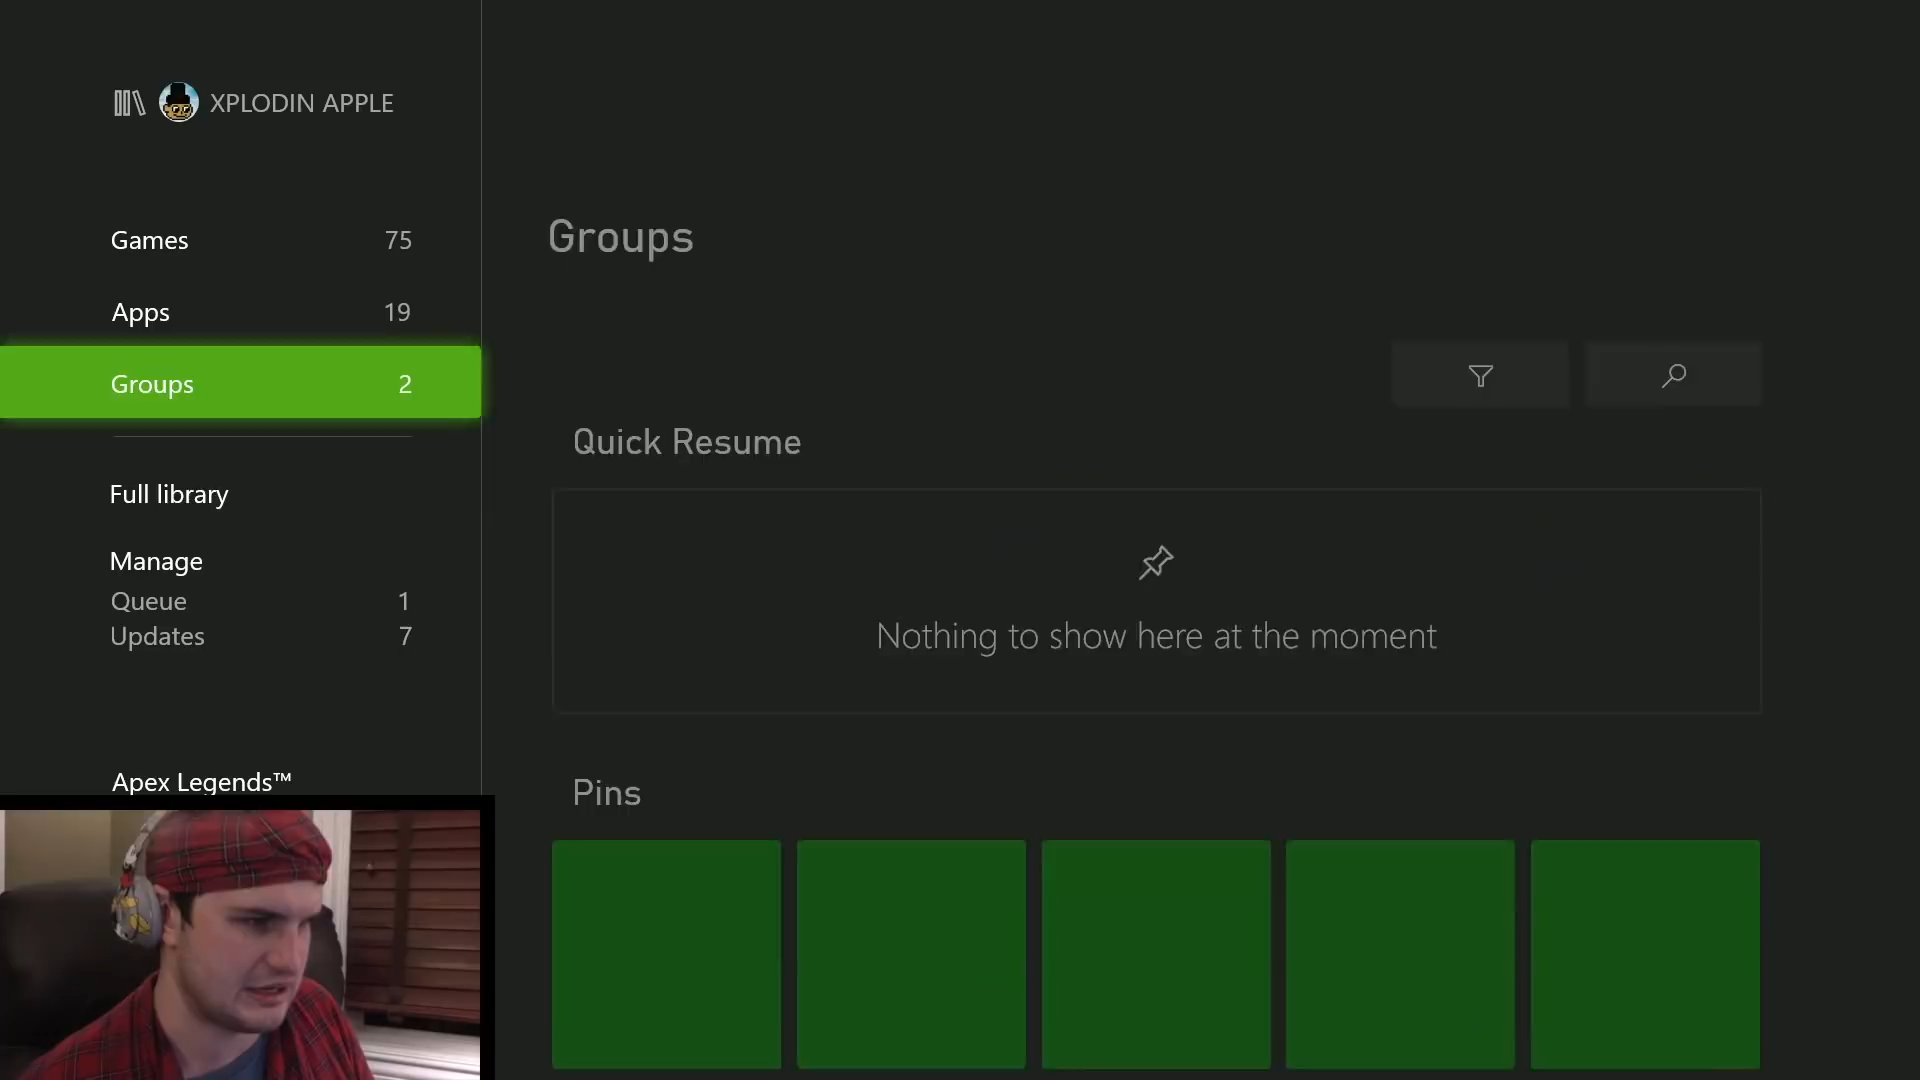 XPLODIN APPLE
Games 75
Apps 19
Groups 2
Full library
Manage
Queue 1
Updates 7
Apex Legends™
Groups
Quick Resume
Nothing to show here at the moment
Pins